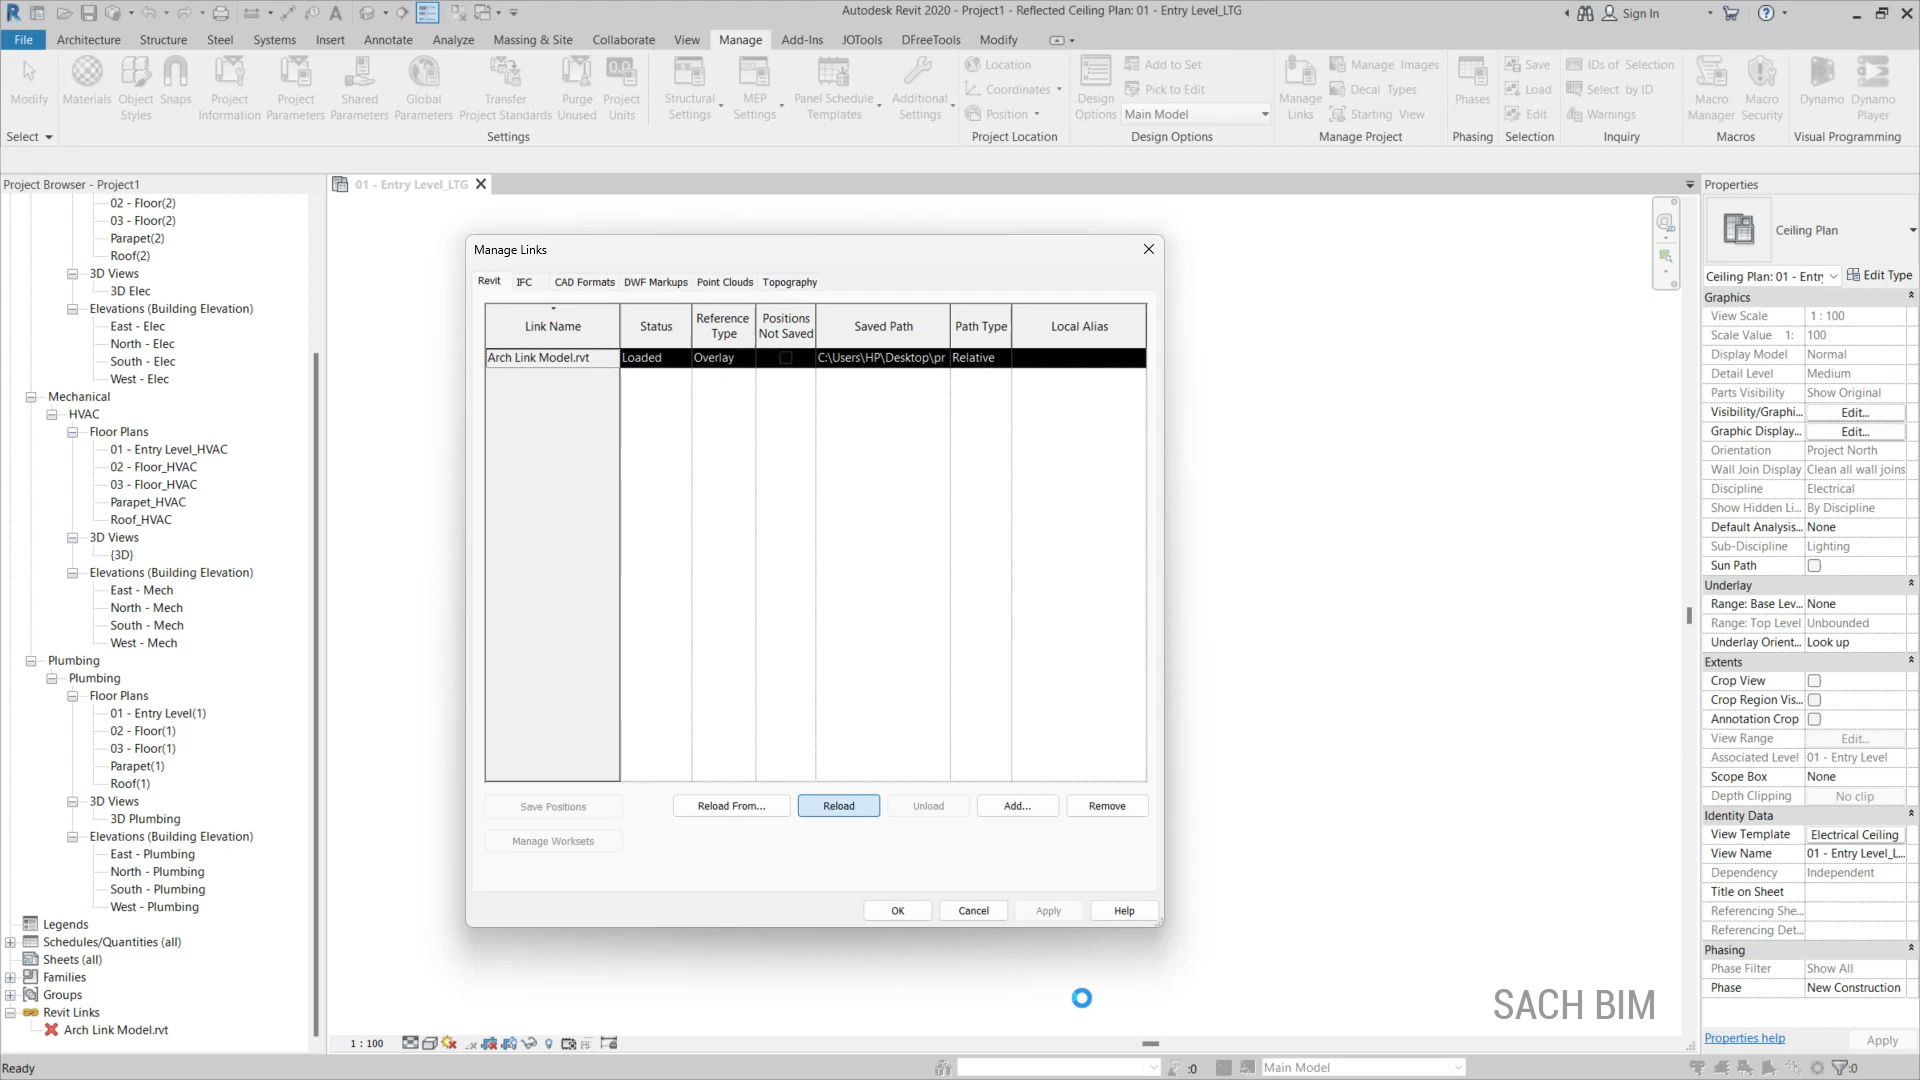 Autodesk Revit 2020 - Project1 - Reflected Ceiling Plan: 01 - Entry Level_LTG
Sign In
File Architecture Structure Steel Systems Insert Annotate Analyze Massing & Site Collaborate View Manage Add-Ins JOTools DFreeTools Modify
Modify
Materials
Object Styles
Snaps
Project Information
Project Parameters
Shared Parameters
Global Parameters
Transfer Project Standards
Purge Unused
Project Units
Structural Settings
MEP Settings
Panel Schedule Templates
Additional Settings
Location
Coordinates
Position
Design Options
Add to Set
Pick to Edit
Main Model
Manage Links
Manage Images
Decal Types
Starting View
Phases
Save
Load
Edit
IDs of Selection
Select by ID
Warnings
Macro Manager
Macro Security
Dynamo
Dynamo Player
Select
Settings
Project Location
Design Options
Manage Project
Phasing
Selection
Inquiry
Macros
Visual Programming
Project Browser - Project1
02 - Floor(2)
03 - Floor(2)
Parapet(2)
Roof(2)
3D Views
3D Elec
Elevations (Building Elevation)
East - Elec
North - Elec
South - Elec
West - Elec
Mechanical
HVAC
Floor Plans
01 - Entry Level_HVAC
02 - Floor_HVAC
03 - Floor_HVAC
Parapet_HVAC
Roof_HVAC
3D Views
{3D}
Elevations (Building Elevation)
East - Mech
North - Mech
South - Mech
West - Mech
Plumbing
Plumbing
Floor Plans
01 - Entry Level(1)
02 - Floor(1)
03 - Floor(1)
Parapet(1)
Roof(1)
3D Views
3D Plumbing
Elevations (Building Elevation)
East - Plumbing
North - Plumbing
South - Plumbing
West - Plumbing
Legends
Schedules/Quantities (all)
Sheets (all)
Families
Groups
Revit Links
Arch Link Model.rvt
01 - Entry Level_LTG
Manage Links
Revit IFC CAD Formats DWF Markups Point Clouds Topography
Link Name Status Reference Type Positions Not Saved Saved Path Path Type Local Alias
Arch Link Model.rvt Loaded Overlay C:\Users\HP\Desktop\pr Relative
Save Positions Reload From... Reload Unload Add... Remove
Manage Worksets
OK Cancel Apply Help
Properties
Ceiling Plan
Ceiling Plan: 01 - Entr Edit Type
Graphics
View Scale 1 : 100
Scale Value 1: 100
Display Model Normal
Detail Level Medium
Parts Visibility Show Original
Visibility/Graphi... Edit...
Graphic Display... Edit...
Orientation Project North
Wall Join Display Clean all wall joins
Discipline Electrical
Show Hidden Li... By Discipline
Default Analysis... None
Sub-Discipline Lighting
Sun Path
Underlay
Range: Base Lev... None
Range: Top Level Unbounded
Underlay Orient... Look up
Extents
Crop View
Crop Region Vis...
Annotation Crop
View Range Edit...
Associated Level 01 - Entry Level
Scope Box None
Depth Clipping No clip
Identity Data
View Template Electrical Ceiling
View Name 01 - Entry Level_L...
Dependency Independent
Title on Sheet
Referencing She...
Referencing Det...
Phasing
Phase Filter Show All
Phase New Construction
Properties help Apply
SACH BIM
1 : 100
Ready
:0
Main Model
:0